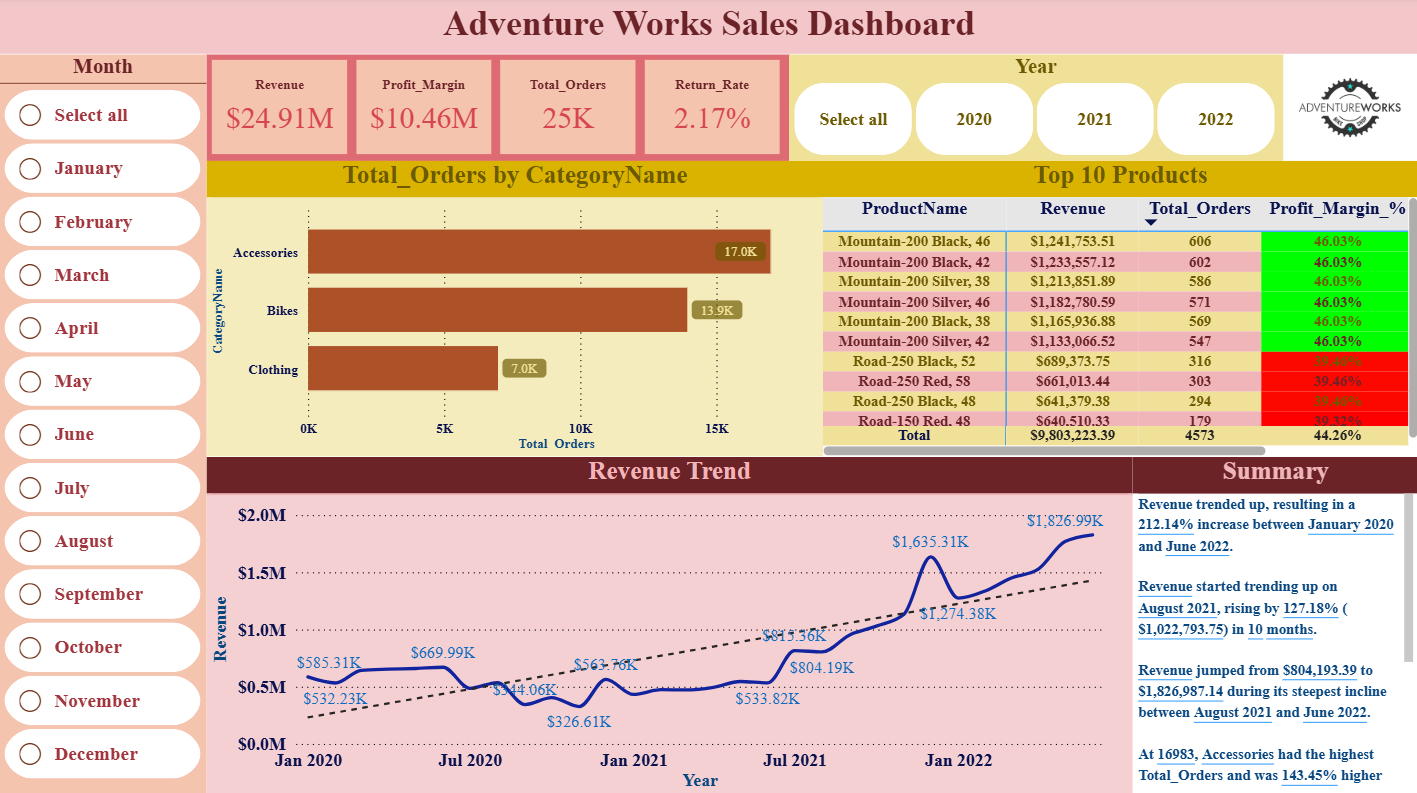 Adventure Works Sales Dashboard
Month
Select all
January
February
March
April
May
June
July
August
September
October
November
December
Revenue
$24.91M
Profit_Margin
$10.46M
Total_Orders
25K
Return_Rate
2.17%
Year
Select all
2020
2021
2022
ADVENTUREWORKS
BIKE SHOP
Total_Orders by CategoryName
CategoryName
Accessories
17.0K
Bikes
13.9K
Clothing
7.0K
0K 5K 10K 15K
Total_Orders
Top 10 Products
ProductName Revenue Total_Orders Profit_Margin_%
Mountain-200 Black, 46 $1,241,753.51 606 46.03%
Mountain-200 Black, 42 $1,233,557.12 602 46.03%
Mountain-200 Silver, 38 $1,213,851.89 586 46.03%
Mountain-200 Silver, 46 $1,182,780.59 571 46.03%
Mountain-200 Black, 38 $1,165,936.88 569 46.03%
Mountain-200 Silver, 42 $1,133,066.52 547 46.03%
Road-250 Black, 52 $689,373.75 316 39.46%
Road-250 Red, 58 $661,013.44 303 39.46%
Road-250 Black, 48 $641,379.38 294 39.46%
Road-150 Red, 48 $640,510.33 179 39.32%
Total $9,803,223.39 4573 44.26%
Revenue Trend
Revenue
$2.0M
$1.5M
$1.0M
$0.5M
$0.0M
$585.31K
$532.23K
$669.99K
$544.06K
$326.61K
$563.76K
$533.82K
$815.36K
$804.19K
$1,635.31K
$1,274.38K
$1,826.99K
Jan 2020 Jul 2020 Jan 2021 Jul 2021 Jan 2022
Year
Summary
Revenue trended up, resulting in a
212.14% increase between January 2020
and June 2022.
Revenue started trending up on
August 2021, rising by 127.18% (
$1,022,793.75) in 10 months.
Revenue jumped from $804,193.39 to
$1,826,987.14 during its steepest incline
between August 2021 and June 2022.
At 16983, Accessories had the highest
Total_Orders and was 143.45% higher